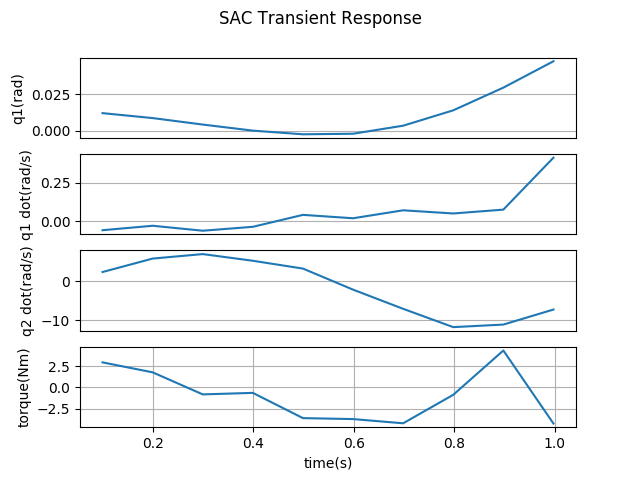 SAC Transient Response
q1(rad)
0.025
0.000
q1 dot(rad/s)
0.25
0.00
q2 dot(rad/s)
0
−10
torque(Nm)
2.5
0.0
−2.5
0.2 0.4 0.6 0.8 1.0
time(s)